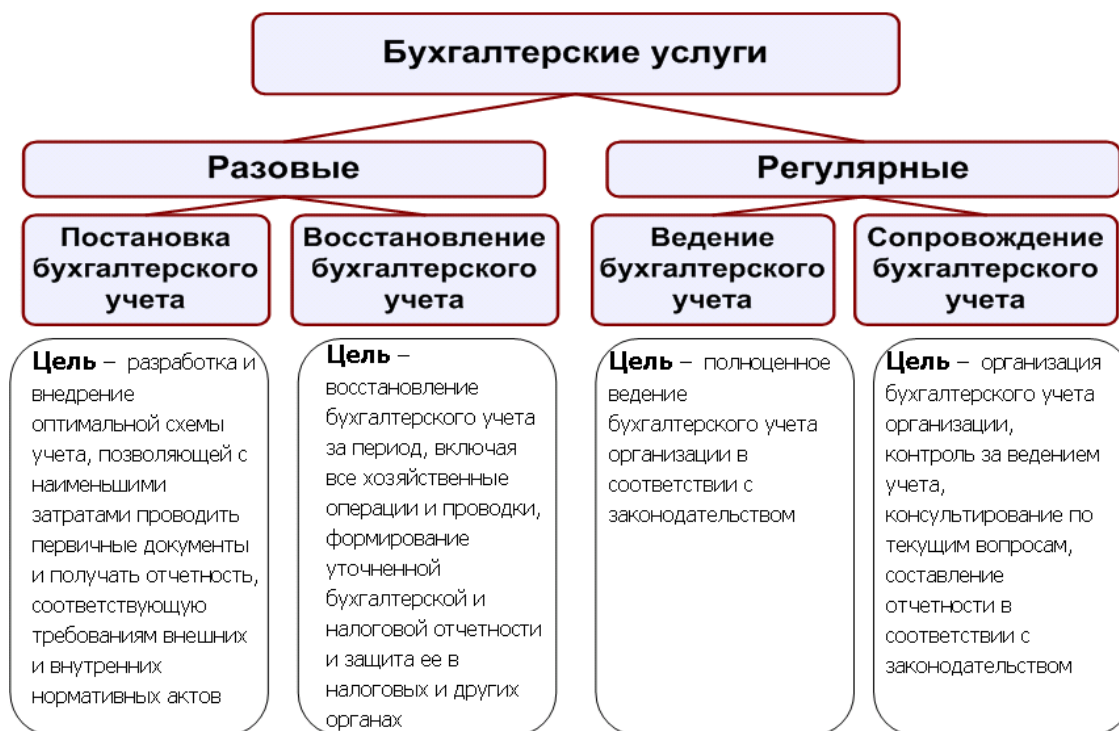 Бухгалтерские услуги
Разовые
Регулярные
Постановка
бухгалтерского
учета
Восстановление
бухгалтерского
учета
Ведение
бухгалтерского
учета
Сопровождение
бухгалтерского
учета
Цель – разработка и
внедрение
оптимальной схемы
учета, позволяющей с
наименьшими
затратами проводить
первичные документы
и получать отчетность,
соответствующую
требованиям внешних
и внутренних
нормативных актов
Цель –
восстановление
бухгалтерского учета
за период, включая
все хозяйственные
операции и проводки,
формирование
уточненной
бухгалтерской и
налоговой отчетности
и защита ее в
налоговых и других
органах
Цель – полноценное
ведение
бухгалтерского учета
организации в
соответствии с
законодательством
Цель – организация
бухгалтерского учета
организации,
контроль за ведением
учета,
консультирование по
текущим вопросам,
составление
отчетности в
соответствии с
законодательством